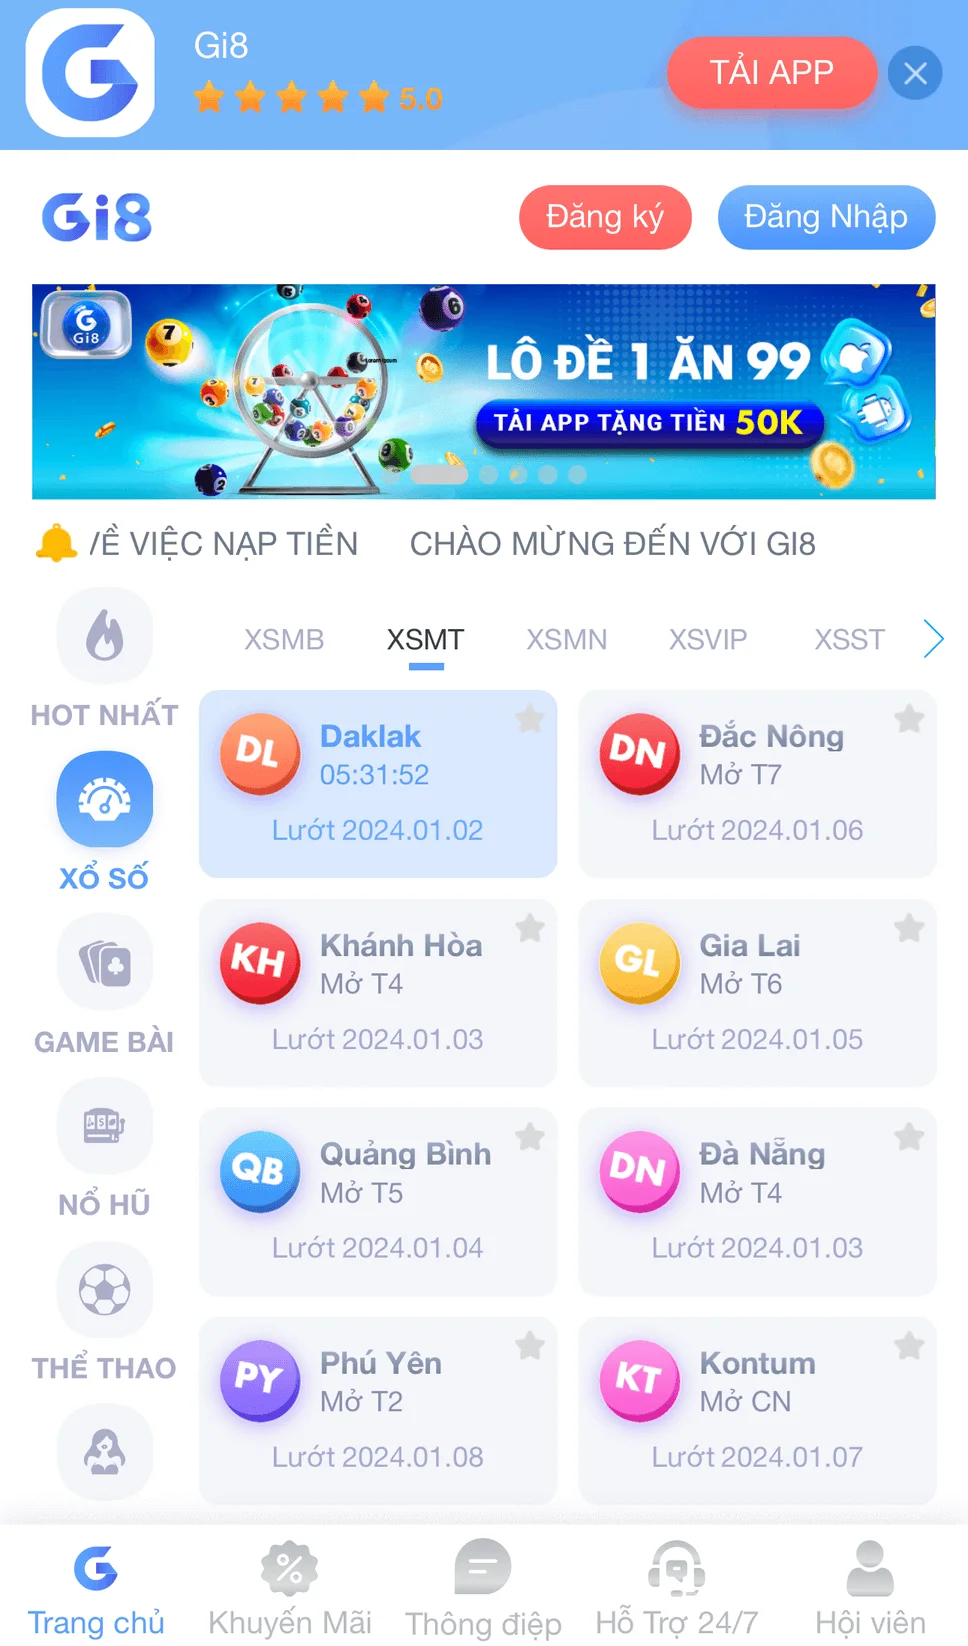 Gi8
5.0
TẢI APP
Gi8
Đăng ký
Đăng Nhập
Gi8
LÔ ĐỀ 1 ĂN 99
TẢI APP TẶNG TIỀN 50K
VỀ VIỆC NẠP TIỀN CHÀO MỪNG ĐẾN VỚI GI8
XSMB XSMT XSMN XSVIP XSST
HOT NHẤT
XỔ SỐ
GAME BÀI
NỔ HŨ
THỂ THAO
DL
Daklak
05:31:52
Lướt 2024.01.02
DN
Đắc Nông
Mở T7
Lướt 2024.01.06
KH
Khánh Hòa
Mở T4
Lướt 2024.01.03
GL
Gia Lai
Mở T6
Lướt 2024.01.05
QB
Quảng Bình
Mở T5
Lướt 2024.01.04
DN
Đà Nẵng
Mở T4
Lướt 2024.01.03
PY
Phú Yên
Mở T2
Lướt 2024.01.08
KT
Kontum
Mở CN
Lướt 2024.01.07
Trang chủ
Khuyến Mãi
Thông điệp
Hỗ Trợ 24/7
Hội viên